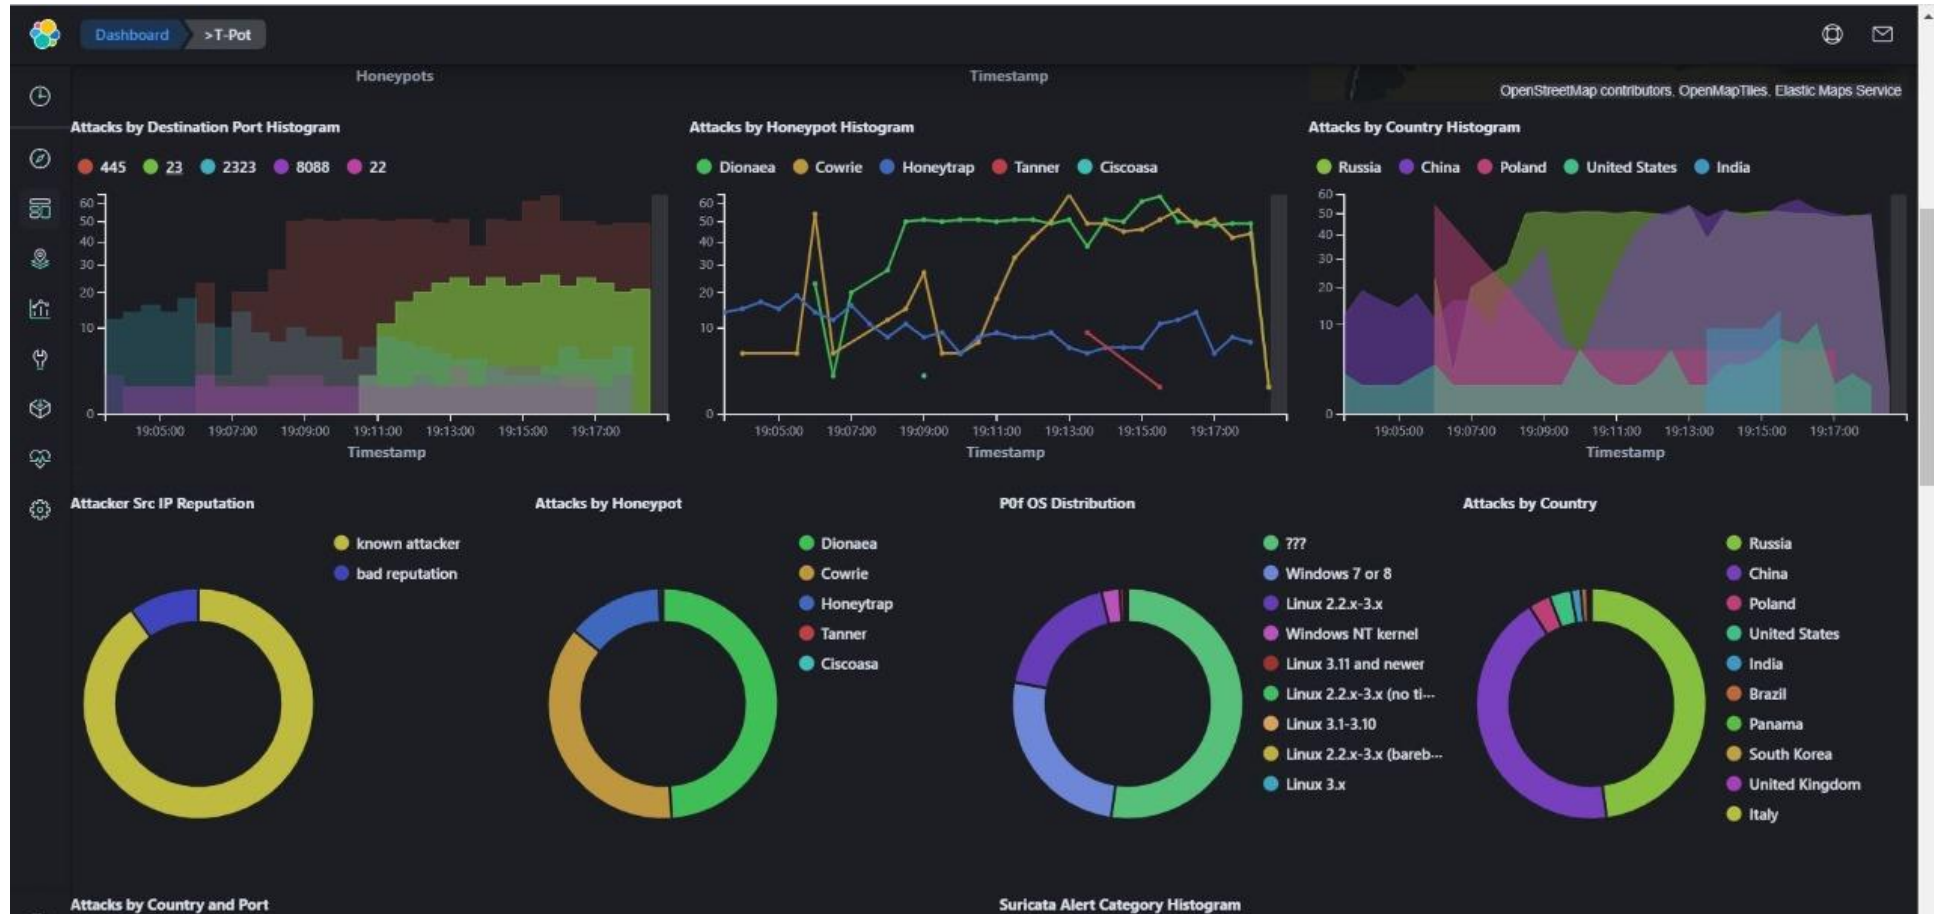 Dashboard >T-Pot
Honeypots Timestamp
OpenStreetMap contributors, OpenMapTiles, Elastic Maps Service
Attacks by Destination Port Histogram
445 23 2323 8088 22
60
50
40
30
20
10
0
19:05:00 19:07:00 19:09:00 19:11:00 19:13:00 19:15:00 19:17:00
Timestamp
Attacks by Honeypot Histogram
Dionaea Cowrie Honeytrap Tanner Ciscoasa
60
50
40
30
20
10
0
19:05:00 19:07:00 19:09:00 19:11:00 19:13:00 19:15:00 19:17:00
Timestamp
Attacks by Country Histogram
Russia China Poland United States India
60
50
40
30
20
10
0
19:05:00 19:07:00 19:09:00 19:11:00 19:13:00 19:15:00 19:17:00
Timestamp
Attacker Src IP Reputation
known attacker
bad reputation
Attacks by Honeypot
Dionaea
Cowrie
Honeytrap
Tanner
Ciscoasa
P0f OS Distribution
???
Windows 7 or 8
Linux 2.2.x-3.x
Windows NT kernel
Linux 3.11 and newer
Linux 2.2.x-3.x (no ti...
Linux 3.1-3.10
Linux 2.2.x-3.x (bareb...
Linux 3.x
Attacks by Country
Russia
China
Poland
United States
India
Brazil
Panama
South Korea
United Kingdom
Italy
Attacks by Country and Port
Suricata Alert Category Histogram